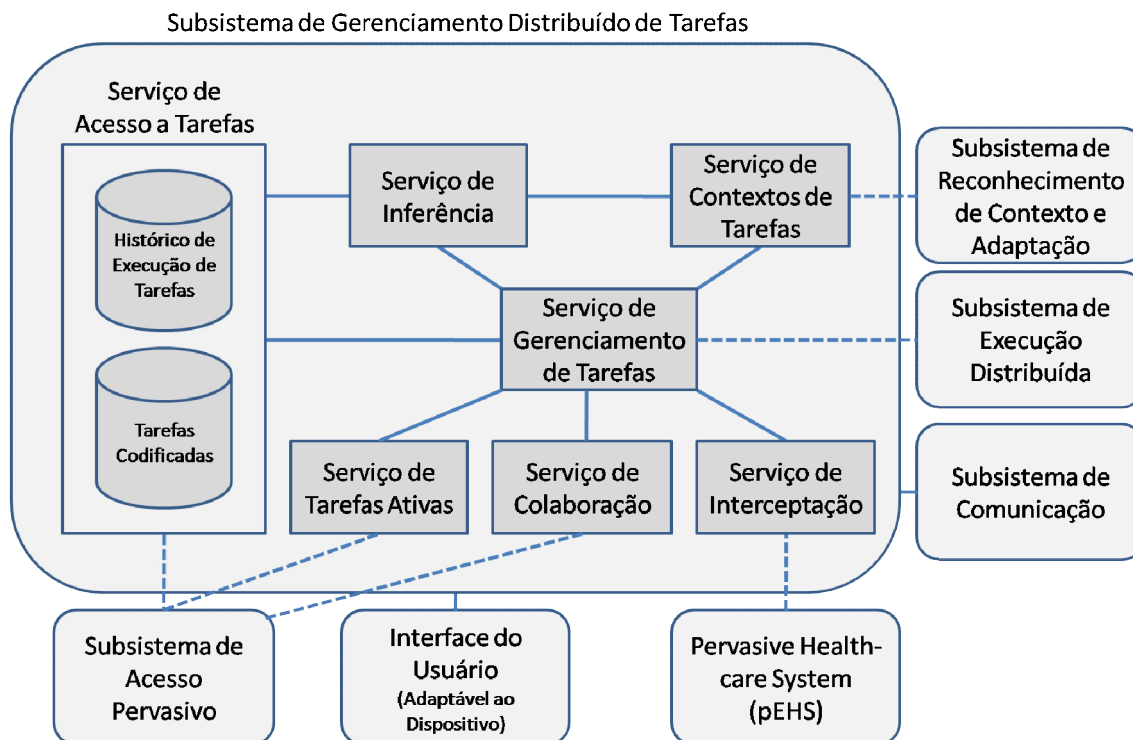 Subsistema de Gerenciamento Distribuído de Tarefas
Serviço de
Acesso a Tarefas
Histórico de
Execução de
Tarefas
Tarefas
Codificadas
Serviço de
Inferência
Serviço de
Contextos de
Tarefas
Serviço de
Gerenciamento
de Tarefas
Serviço de
Tarefas Ativas
Serviço de
Colaboração
Serviço de
Interceptação
Subsistema de
Reconhecimento
de Contexto e
Adaptação
Subsistema de
Execução
Distribuída
Subsistema de
Comunicação
Subsistema de
Acesso
Pervasivo
Interface do
Usuário
(Adaptável ao
Dispositivo)
Pervasive Health-
care System
(pEHS)